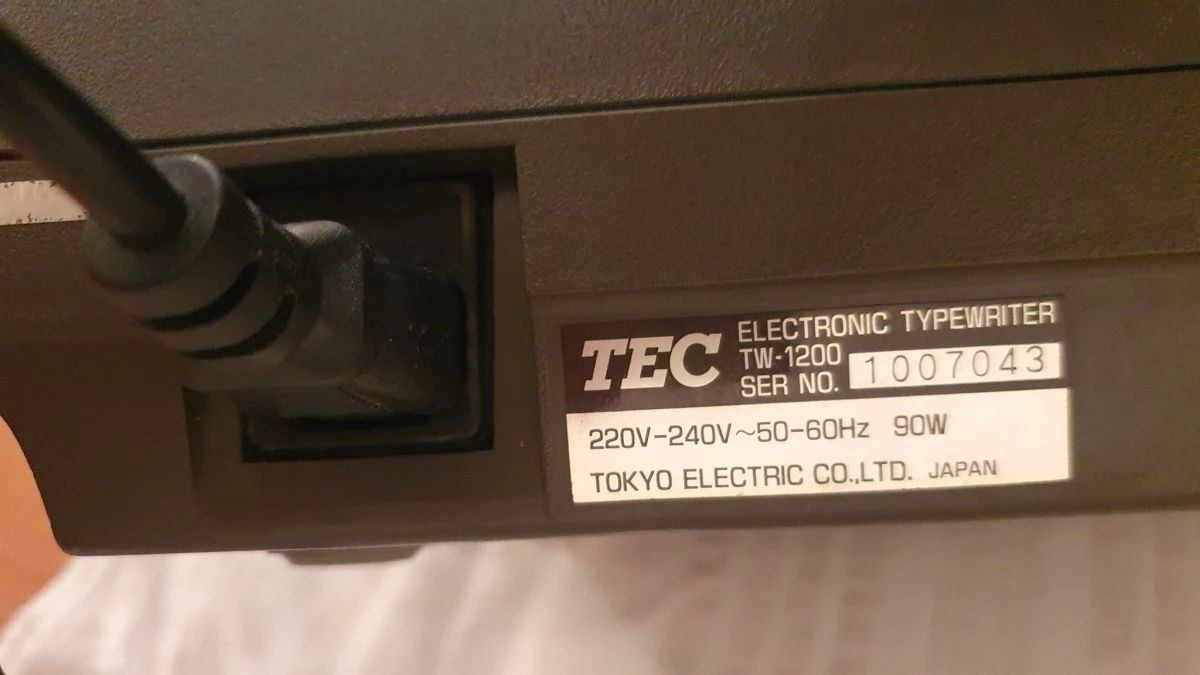 TEC
ELECTRONIC TYPEWRITER
TW-1200
SER NO. 1007043
220V-240V~50-60Hz 90W
TOKYO ELECTRIC CO.,LTD. JAPAN